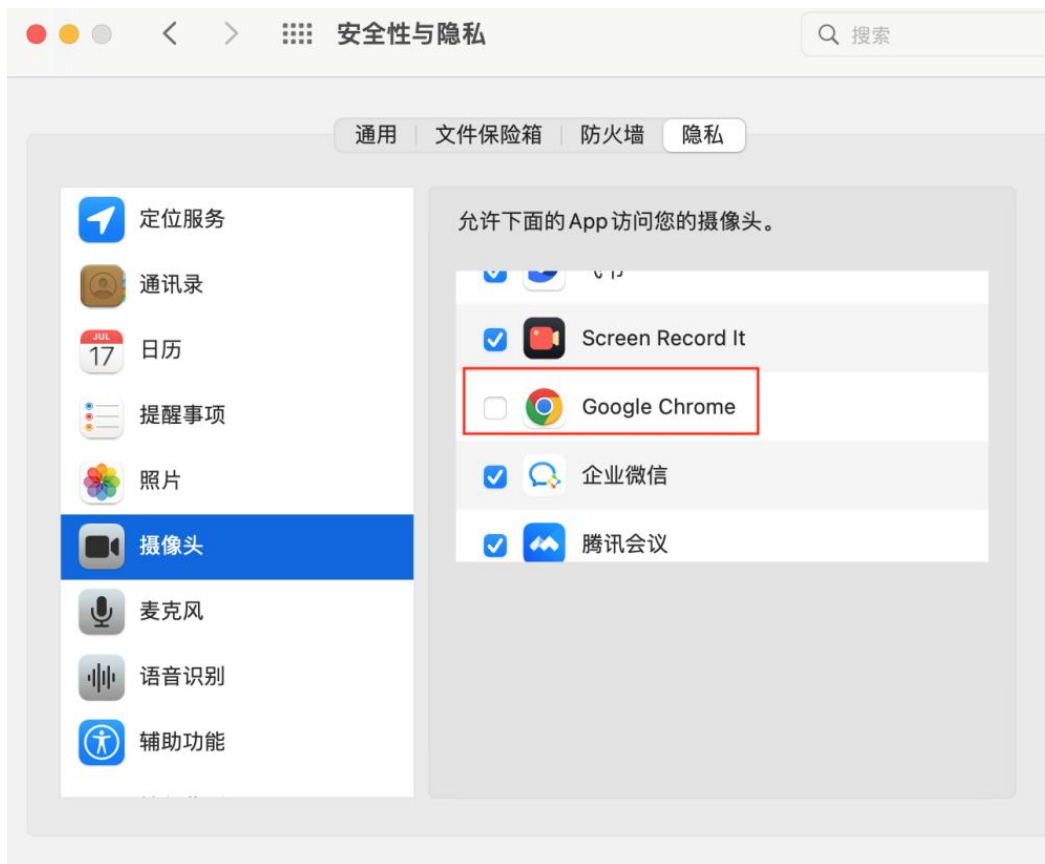 安全性与隐私
搜索
通用
文件保险箱
防火墙
隐私
定位服务
通讯录
JUL
17
日历
提醒事项
照片
摄像头
麦克风
语音识别
辅助功能
允许下面的App访问您的摄像头。
Screen Record It
Google Chrome
企业微信
腾讯会议